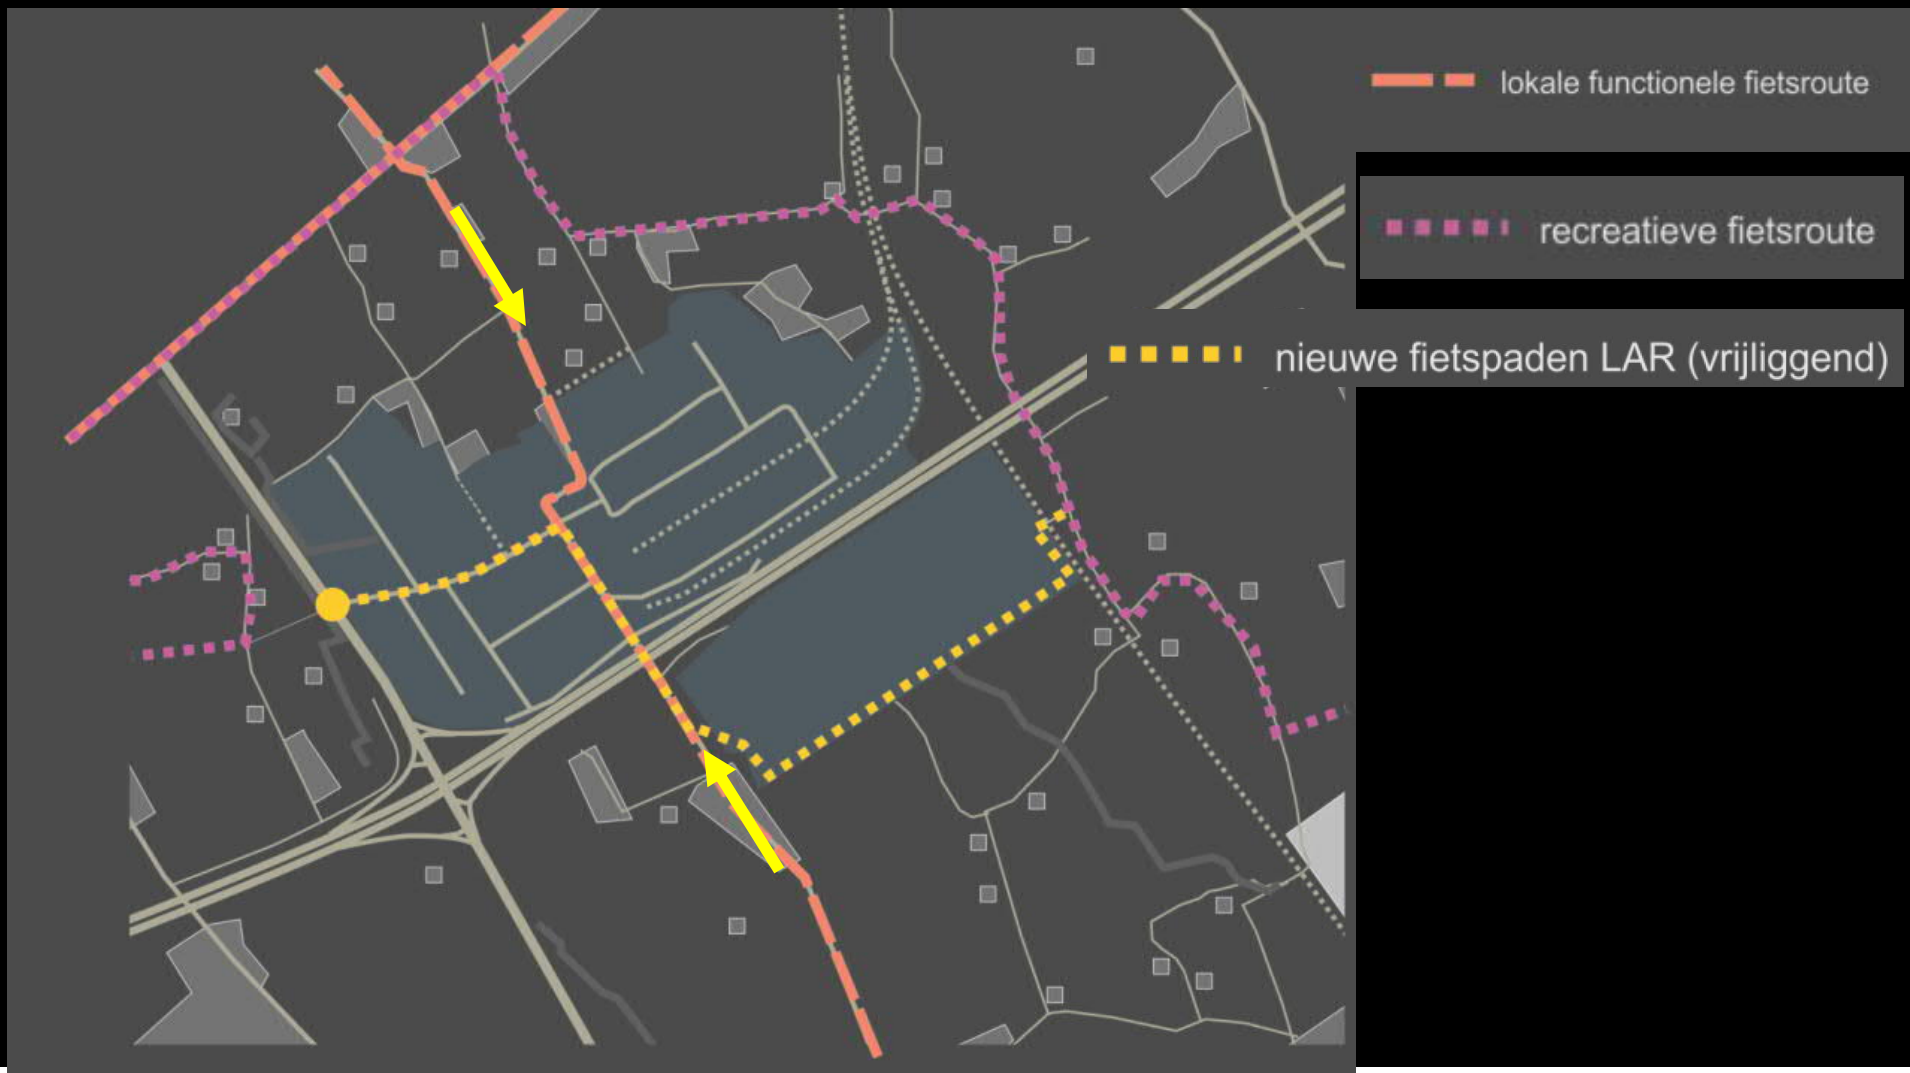 lokale functionele fietsroute
recreatieve fietsroute
nieuwe fietspaden LAR (vrijliggend)